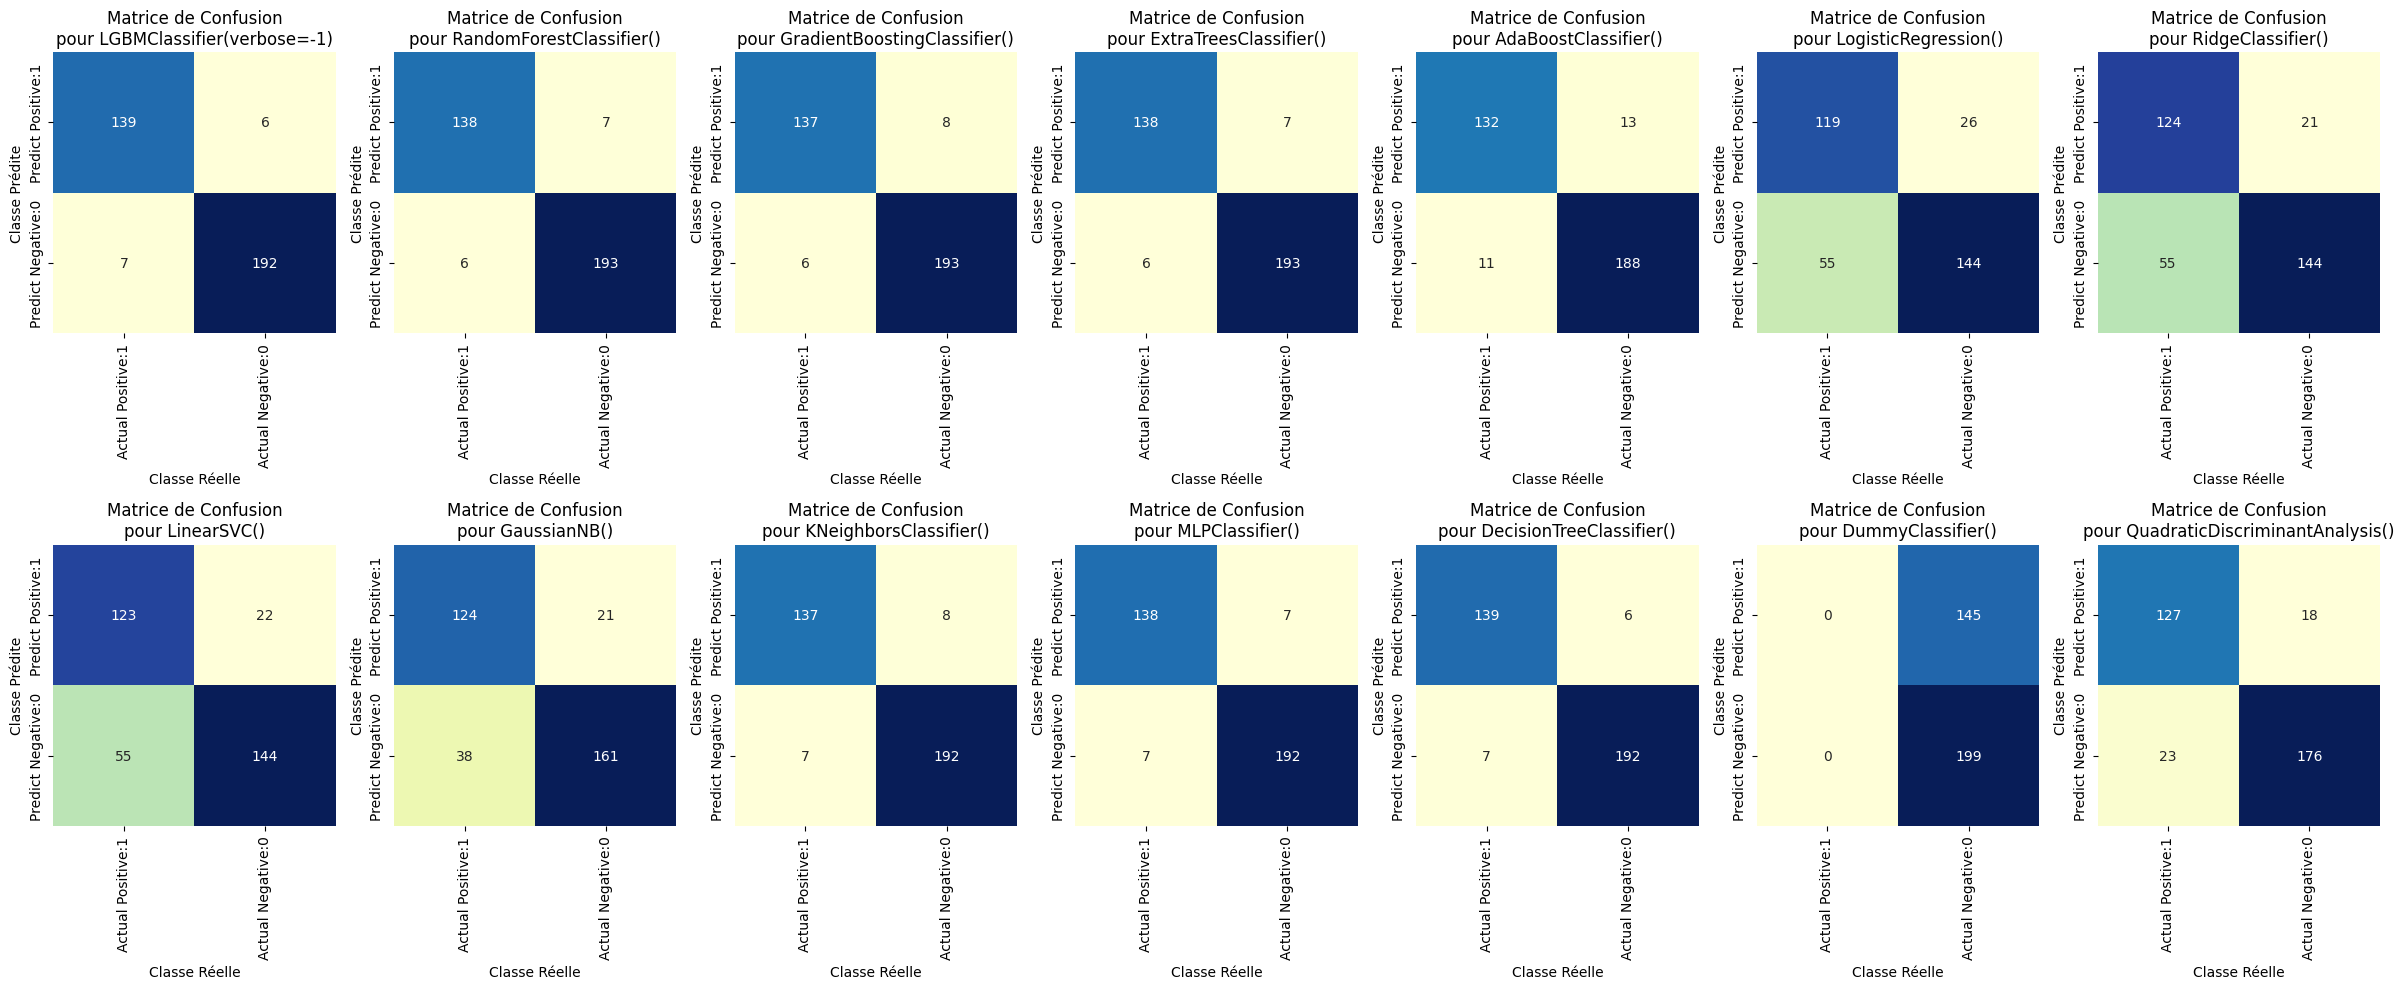 Matrice de Confusion
pour LGBMClassifier(verbose=-1)
Classe Prédite
Predict Positive:1
Predict Negative:0
139
6
7
192
Actual Positive:1
Actual Negative:0
Classe Réelle
Matrice de Confusion
pour RandomForestClassifier()
Classe Prédite
Predict Positive:1
Predict Negative:0
138
7
6
193
Actual Positive:1
Actual Negative:0
Classe Réelle
Matrice de Confusion
pour GradientBoostingClassifier()
Classe Prédite
Predict Positive:1
Predict Negative:0
137
8
6
193
Actual Positive:1
Actual Negative:0
Classe Réelle
Matrice de Confusion
pour ExtraTreesClassifier()
Classe Prédite
Predict Positive:1
Predict Negative:0
138
7
6
193
Actual Positive:1
Actual Negative:0
Classe Réelle
Matrice de Confusion
pour AdaBoostClassifier()
Classe Prédite
Predict Positive:1
Predict Negative:0
132
13
11
188
Actual Positive:1
Actual Negative:0
Classe Réelle
Matrice de Confusion
pour LogisticRegression()
Classe Prédite
Predict Positive:1
Predict Negative:0
119
26
55
144
Actual Positive:1
Actual Negative:0
Classe Réelle
Matrice de Confusion
pour RidgeClassifier()
Classe Prédite
Predict Positive:1
Predict Negative:0
124
21
55
144
Actual Positive:1
Actual Negative:0
Classe Réelle
Matrice de Confusion
pour LinearSVC()
Classe Prédite
Predict Positive:1
Predict Negative:0
123
22
55
144
Actual Positive:1
Actual Negative:0
Classe Réelle
Matrice de Confusion
pour GaussianNB()
Classe Prédite
Predict Positive:1
Predict Negative:0
124
21
38
161
Actual Positive:1
Actual Negative:0
Classe Réelle
Matrice de Confusion
pour KNeighborsClassifier()
Classe Prédite
Predict Positive:1
Predict Negative:0
137
8
7
192
Actual Positive:1
Actual Negative:0
Classe Réelle
Matrice de Confusion
pour MLPClassifier()
Classe Prédite
Predict Positive:1
Predict Negative:0
138
7
7
192
Actual Positive:1
Actual Negative:0
Classe Réelle
Matrice de Confusion
pour DecisionTreeClassifier()
Classe Prédite
Predict Positive:1
Predict Negative:0
139
6
7
192
Actual Positive:1
Actual Negative:0
Classe Réelle
Matrice de Confusion
pour DummyClassifier()
Classe Prédite
Predict Positive:1
Predict Negative:0
0
145
0
199
Actual Positive:1
Actual Negative:0
Classe Réelle
Matrice de Confusion
pour QuadraticDiscriminantAnalysis()
Classe Prédite
Predict Positive:1
Predict Negative:0
127
18
23
176
Actual Positive:1
Actual Negative:0
Classe Réelle